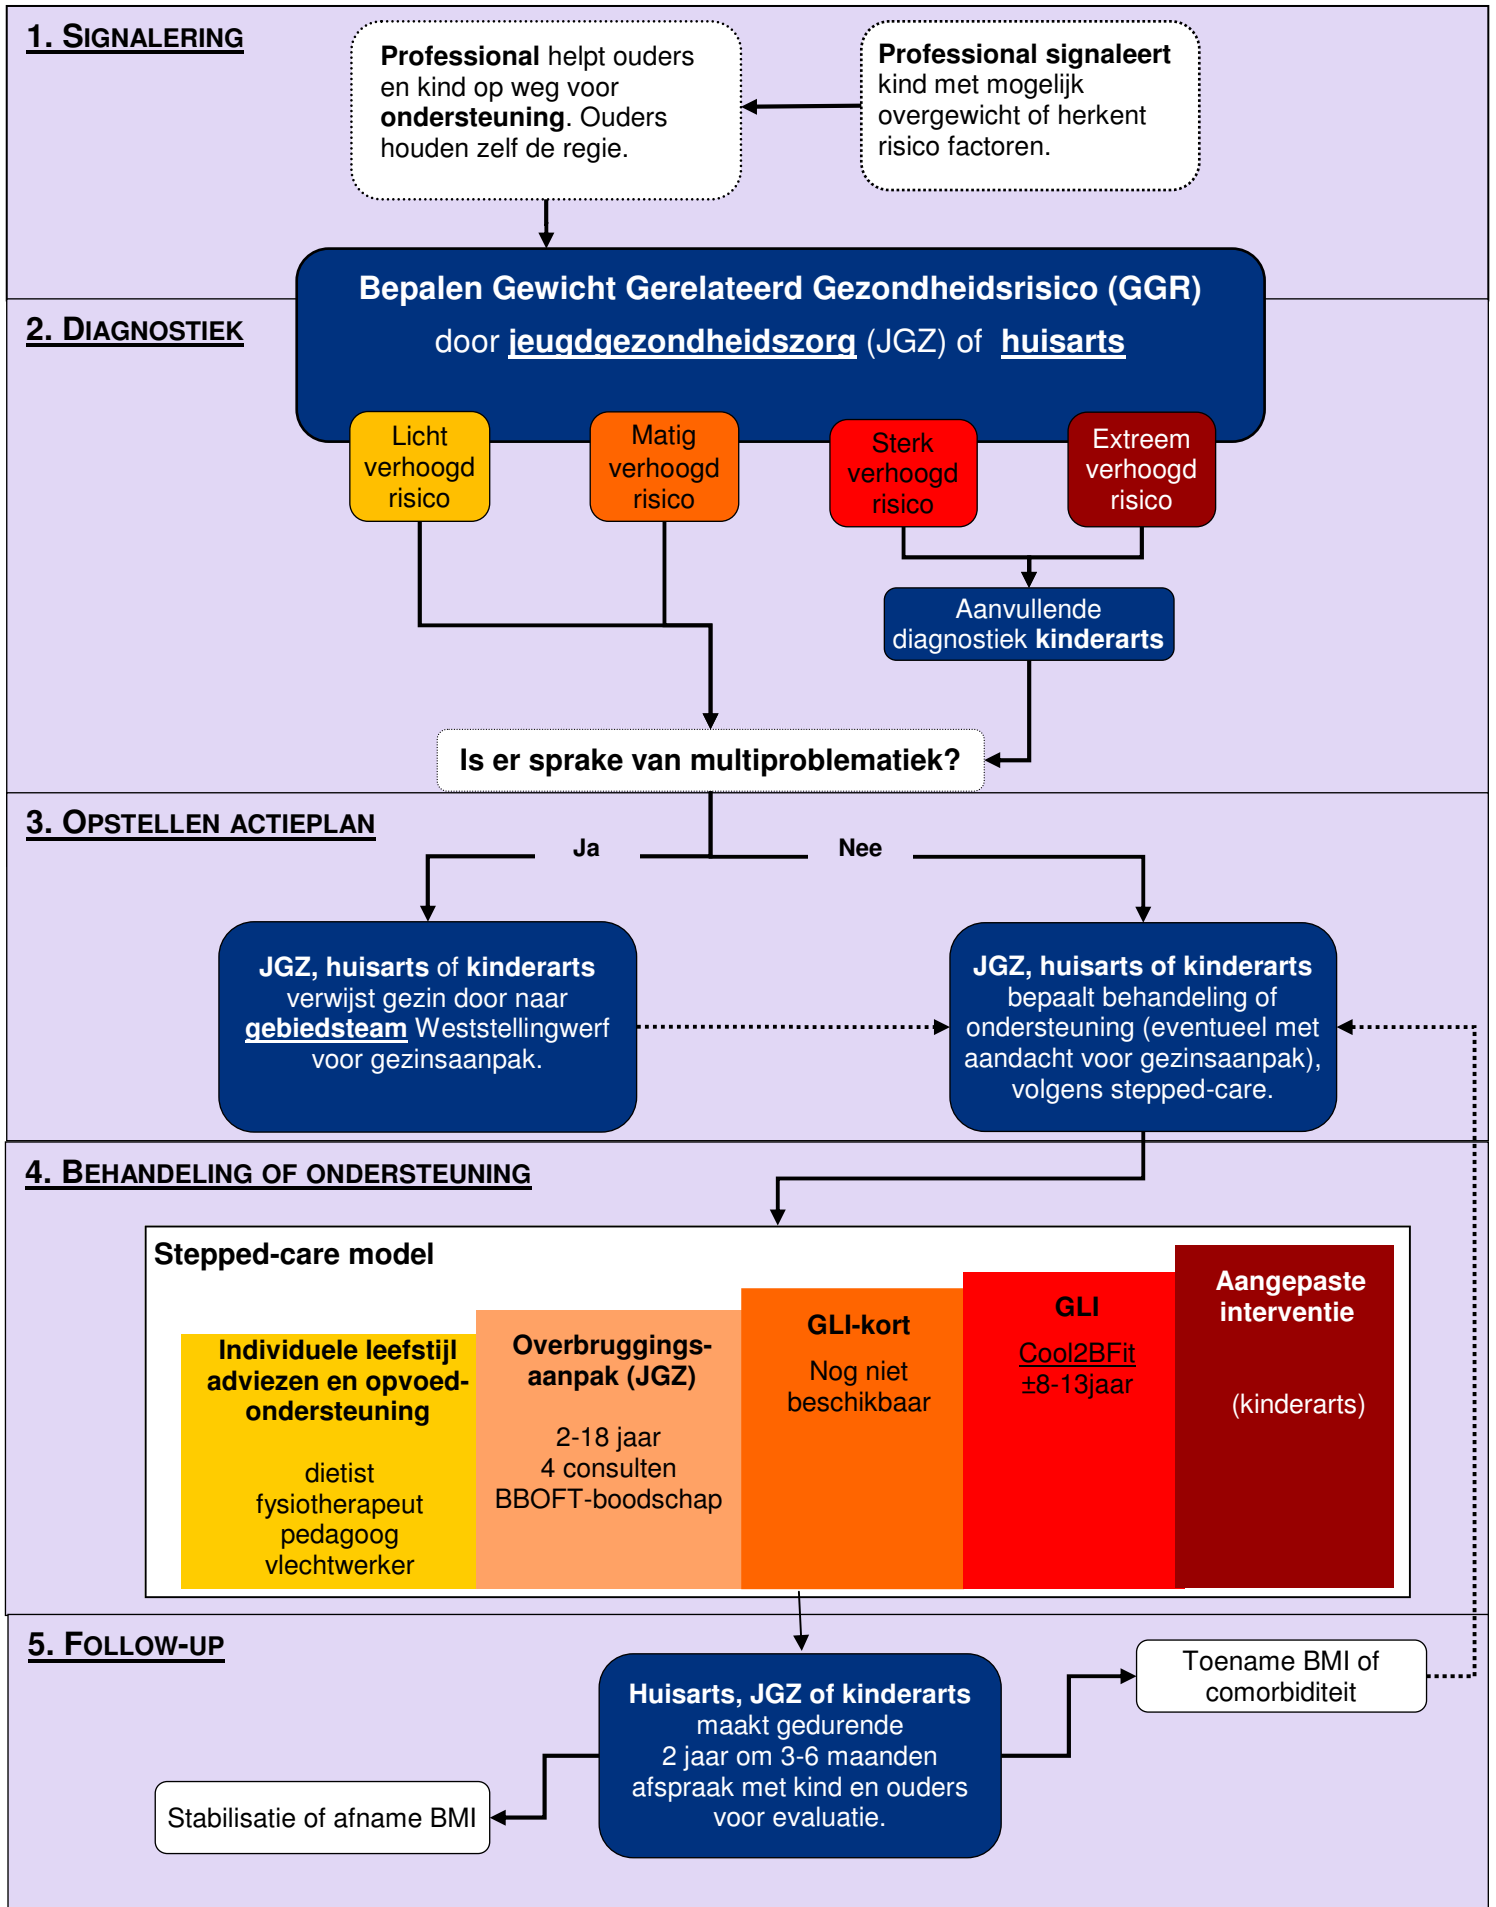 1. SIGNALERING
Professional helpt ouders
en kind op weg voor
ondersteuning. Ouders
houden zelf de regie.
Professional signaleert
kind met mogelijk
overgewicht of herkent
risico factoren.
Bepalen Gewicht Gerelateerd Gezondheidsrisico (GGR)
door jeugdgezondheidszorg (JGZ) of huisarts
2. DIAGNOSTIEK
Licht
verhoogd
risico
Matig
verhoogd
risico
Sterk
verhoogd
risico
Extreem
verhoogd
risico
Aanvullende
diagnostiek kinderarts
Is er sprake van multiproblematiek?
3. OPSTELLEN ACTIEPLAN
Ja
Nee
JGZ, huisarts of kinderarts
verwijst gezin door naar
gebiedsteam Weststellingwerf
voor gezinsaanpak.
JGZ, huisarts of kinderarts
bepaalt behandeling of
ondersteuning (eventueel met
aandacht voor gezinsaanpak),
volgens stepped-care.
4. BEHANDELING OF ONDERSTEUNING
Stepped-care model
Individuele leefstijl
adviezen en opvoed-
ondersteuning
dietist
fysiotherapeut
pedagoog
vlechtwerker
Overbruggings-
aanpak (JGZ)
2-18 jaar
4 consulten
BBOFT-boodschap
GLI-kort
Nog niet
beschikbaar
GLI
Cool2BFit
±8-13jaar
Aangepaste
interventie
(kinderarts)
5. FOLLOW-UP
Huisarts, JGZ of kinderarts
maakt gedurende
2 jaar om 3-6 maanden
afspraak met kind en ouders
voor evaluatie.
Toename BMI of
comorbiditeit
Stabilisatie of afname BMI